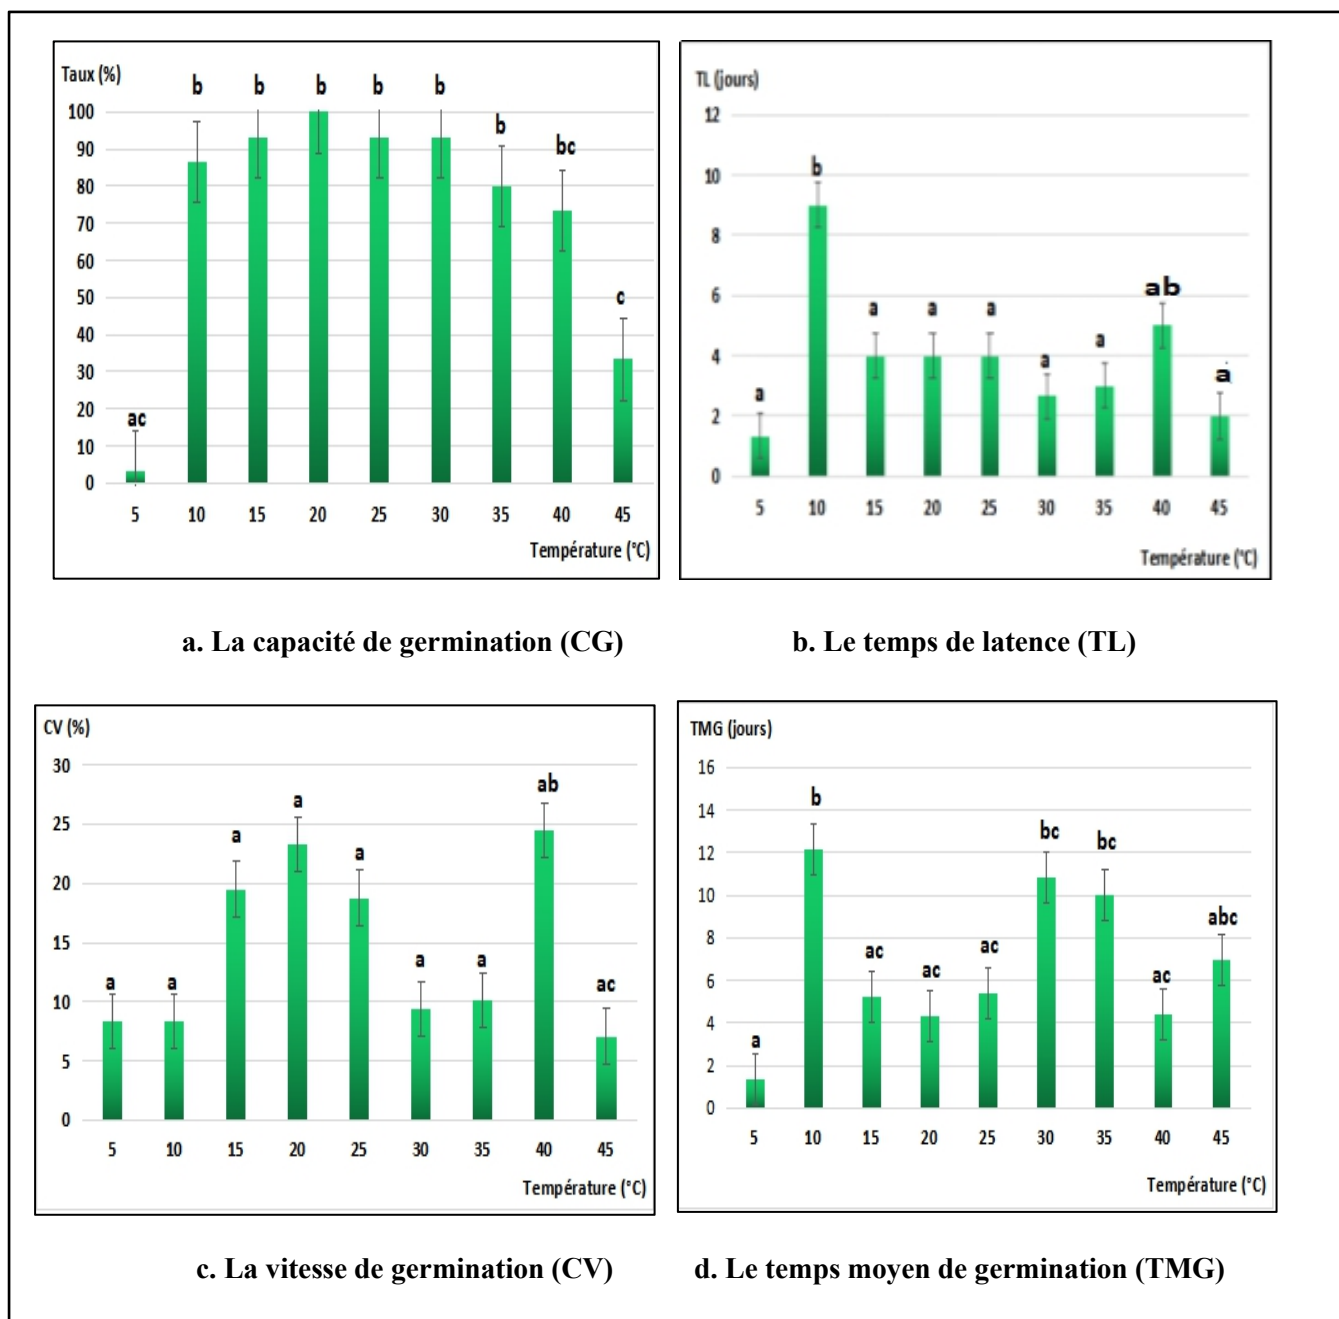 Taux (%)
b b b b b
100
90
80
70
60
50
40
30
20
10
0
b
bc
c
ac
5 10 15 20 25 30 35 40 45
Température (°C)
TL (jours)
12
10
8
6
4
2
0
a b a a a a a ab a
5 10 15 20 25 30 35 40 45
Température (°C)
a. La capacité de germination (CG)
b. Le temps de latence (TL)
CV (%)
30
25
20
15
10
5
0
a a a a a a a ab ac
5 10 15 20 25 30 35 40 45
Température (°C)
TMG (jours)
16
14
12
10
8
6
4
2
0
a b ac ac ac bc bc ac abc
5 10 15 20 25 30 35 40 45
Température (°C)
c. La vitesse de germination (CV)
d. Le temps moyen de germination (TMG)